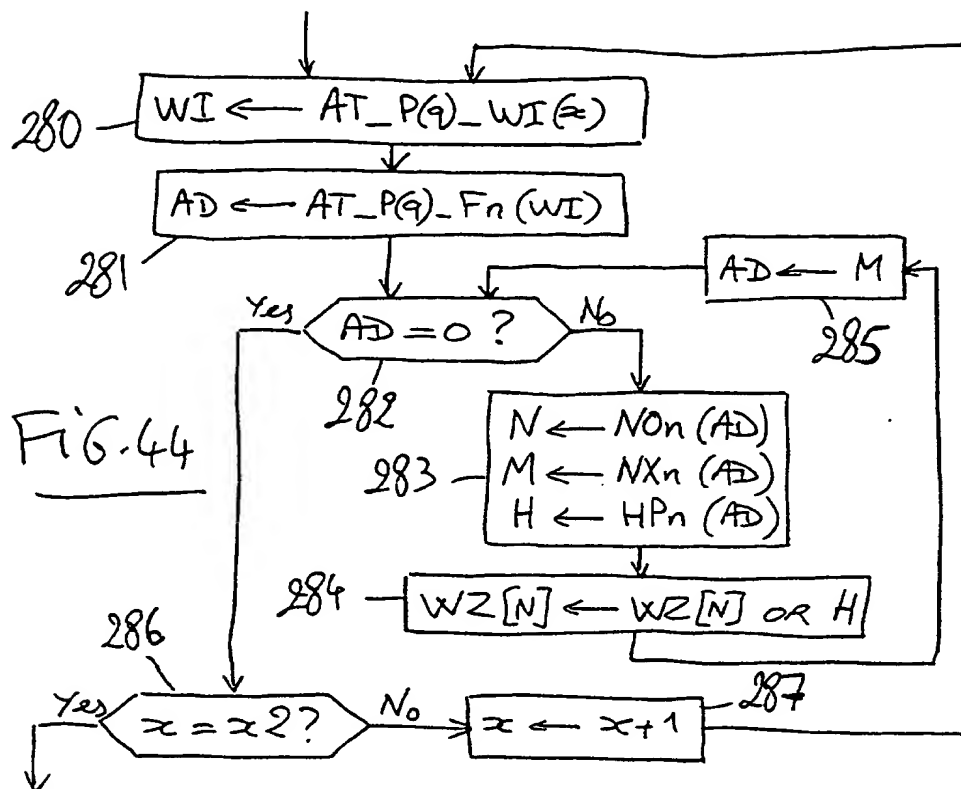 WI ← AT_P(q)_WI(x)
280
AD ← AT_P(q)_Fn(WI)
281
AD ← M
285
Yes
AD = 0 ?
No
282
FiG.44
283
N ← NOn (AD)
M ← NXn (AD)
H ← HPn (AD)
284
WZ[N] ← WZ[N] OR H
286
Yes
x = x2?
No
x ← x+1
287